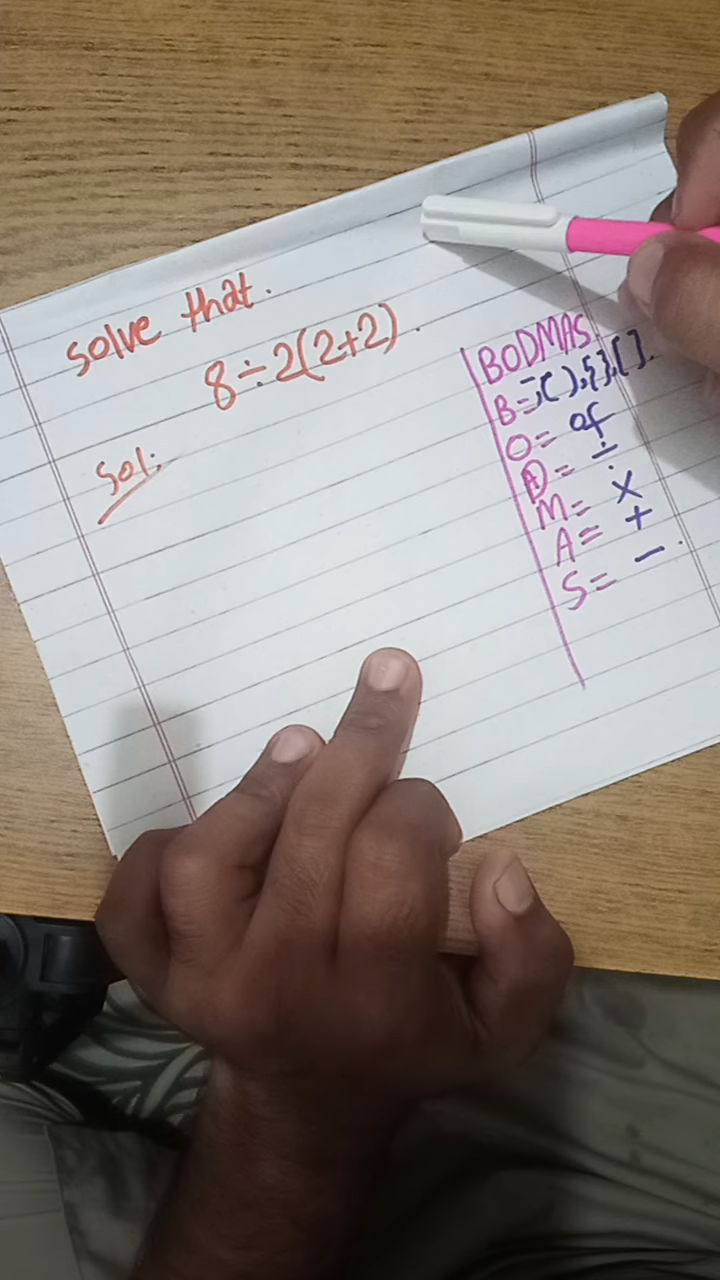 solve that.
8÷2(2+2).
Sol:
BODMAS
B=-,( ),{ },[ ].
O= of
D= ÷
M= ×
A= +
S= - .